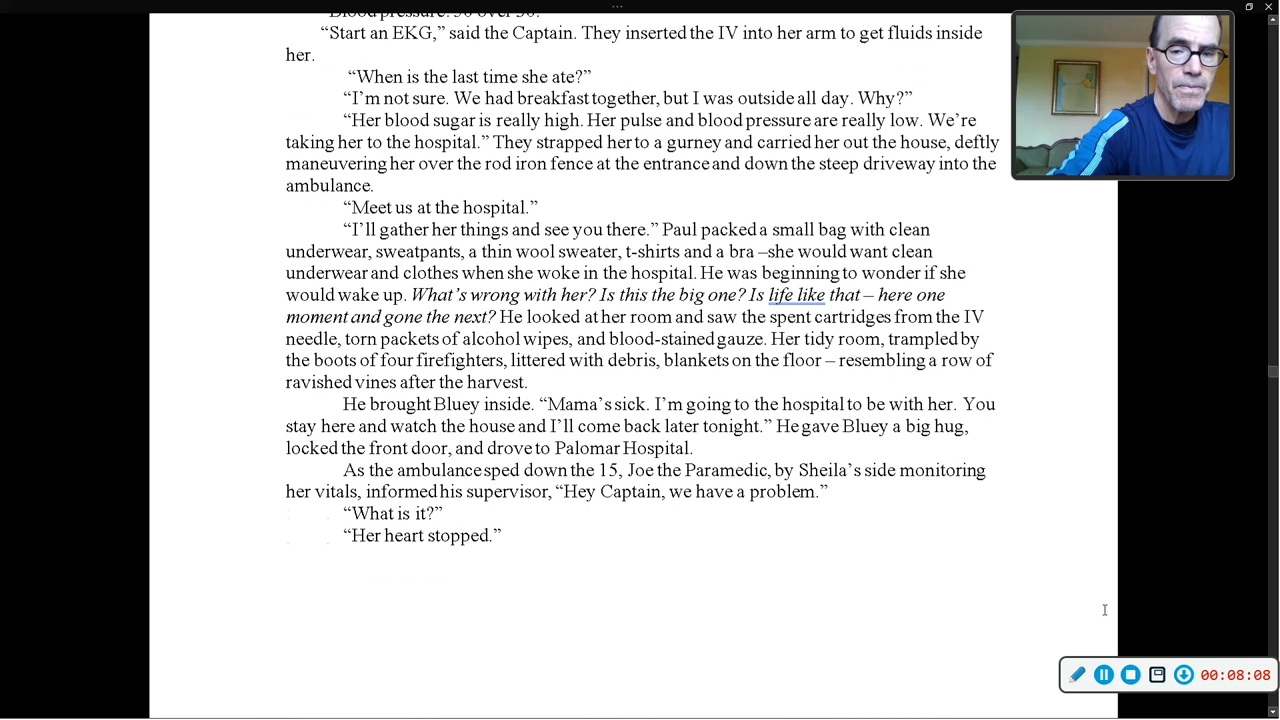 “Blood pressure: 50 over 30.”
“Start an EKG,” said the Captain. They inserted the IV into her arm to get fluids inside
her.
“When is the last time she ate?”
“I’m not sure. We had breakfast together, but I was outside all day. Why?”
“Her blood sugar is really high. Her pulse and blood pressure are really low. We’re
taking her to the hospital.” They strapped her to a gurney and carried her out the house, deftly
maneuvering her over the rod iron fence at the entrance and down the steep driveway into the
ambulance.
“Meet us at the hospital.”
“I’ll gather her things and see you there.” Paul packed a small bag with clean
underwear, sweatpants, a thin wool sweater, t-shirts and a bra –she would want clean
underwear and clothes when she woke in the hospital. He was beginning to wonder if she
would wake up. What’s wrong with her? Is this the big one? Is life like that – here one
moment and gone the next? He looked at her room and saw the spent cartridges from the IV
needle, torn packets of alcohol wipes, and blood-stained gauze. Her tidy room, trampled by
the boots of four firefighters, littered with debris, blankets on the floor – resembling a row of
ravished vines after the harvest.
He brought Bluey inside. “Mama’s sick. I’m going to the hospital to be with her. You
stay here and watch the house and I’ll come back later tonight.” He gave Bluey a big hug,
locked the front door, and drove to Palomar Hospital.
As the ambulance sped down the 15, Joe the Paramedic, by Sheila’s side monitoring
her vitals, informed his supervisor, “Hey Captain, we have a problem.”
“What is it?”
“Her heart stopped.”
00:08:08